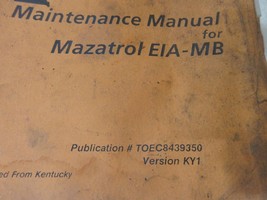 Maintenance Manual
for
Mazatrol EIA-MB
Publication # TOEC8439350
Version KY1
ed From Kentucky